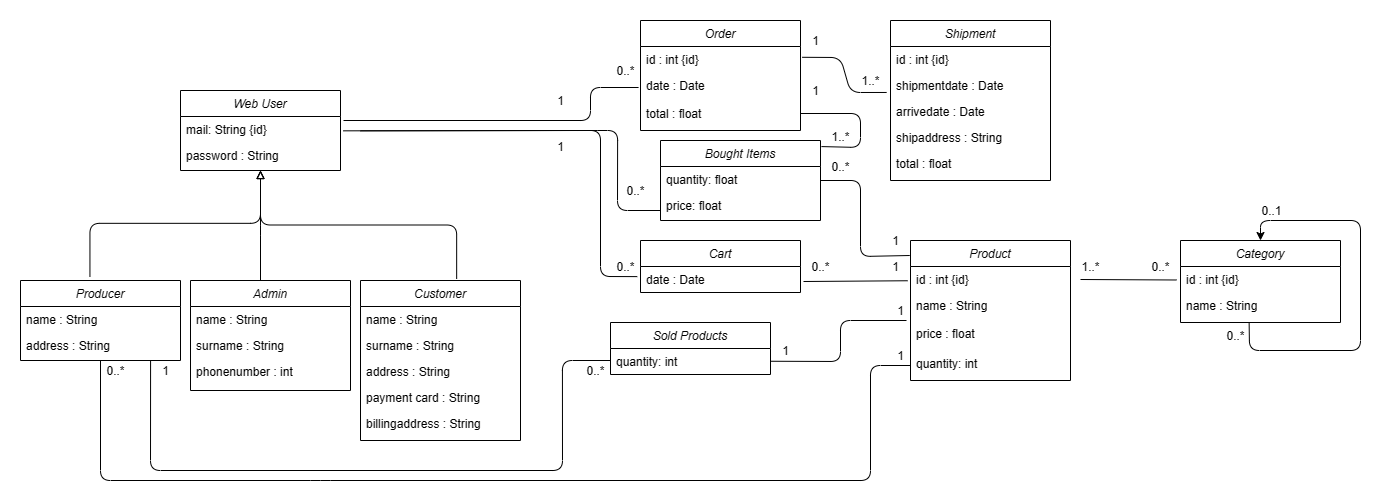 Order
id : int {id}
date : Date
total : float
Shipment
id : int {id}
shipmentdate : Date
arrivedate : Date
shipaddress : String
total : float
1
1..*
1
1..*
0..*
1
1
0..*
0..*
Web User
mail: String {id}
password : String
Bought Items
quantity: float
price: float
0..*
1
Cart
date : Date
0..*
1
Product
id : int {id}
name : String
price : float
quantity: int
1..*
0..*
Category
id : int {id}
name : String
0..1
0..*
Producer
name : String
address : String
Admin
name : String
surname : String
phonenumber : int
Customer
name : String
surname : String
address : String
payment card : String
billingaddress : String
Sold Products
quantity: int
1
1
0..*
1
0..*
1